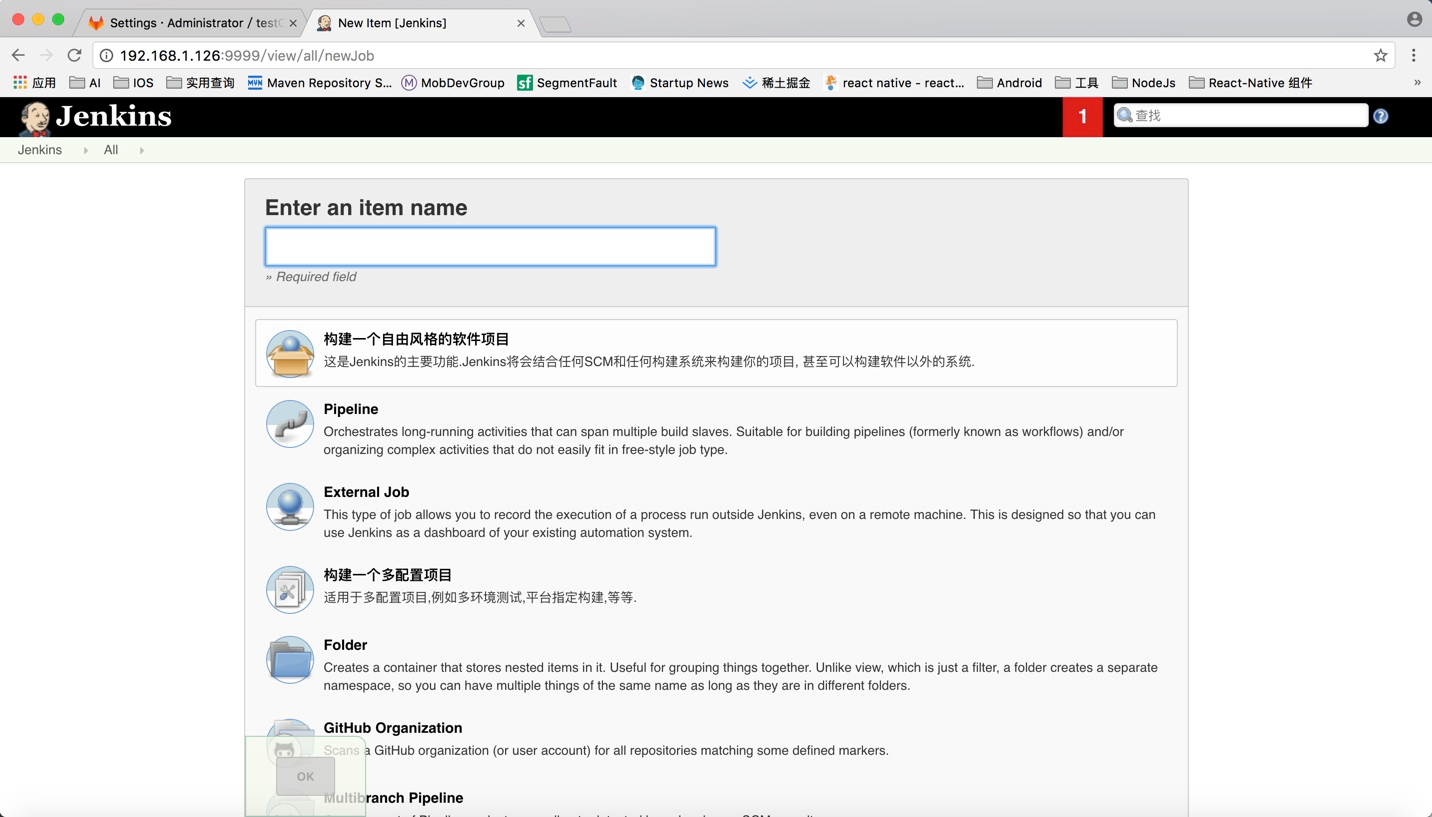 Settings · Administrator / test
New Item [Jenkins]
192.168.1.126:9999/view/all/newJob
应用 AI IOS 实用查询 MVN Maven Repository S... M MobDevGroup sf SegmentFault Startup News 稀土掘金 react native - react... Android 工具 NodeJs React-Native 组件 »
Jenkins 1 查找 ?
Jenkins All
Enter an item name
» Required field
构建一个自由风格的软件项目
这是Jenkins的主要功能.Jenkins将会结合任何SCM和任何构建系统来构建你的项目, 甚至可以构建软件以外的系统.
Pipeline
Orchestrates long-running activities that can span multiple build slaves. Suitable for building pipelines (formerly known as workflows) and/or
organizing complex activities that do not easily fit in free-style job type.
External Job
This type of job allows you to record the execution of a process run outside Jenkins, even on a remote machine. This is designed so that you can
use Jenkins as a dashboard of your existing automation system.
构建一个多配置项目
适用于多配置项目,例如多环境测试,平台指定构建,等等.
Folder
Creates a container that stores nested items in it. Useful for grouping things together. Unlike view, which is just a filter, a folder creates a separate
namespace, so you can have multiple things of the same name as long as they are in different folders.
GitHub Organization
Scans a GitHub organization (or user account) for all repositories matching some defined markers.
OK
Multibranch Pipeline